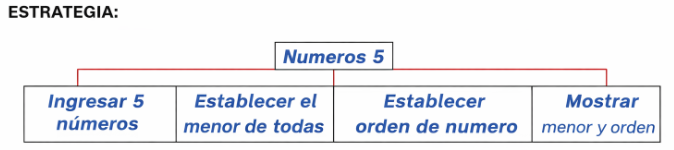 ESTRATEGIA:
Numeros 5
Ingresar 5
números
Establecer el
menor de todas
Establecer
orden de numero
Mostrar
menor y orden